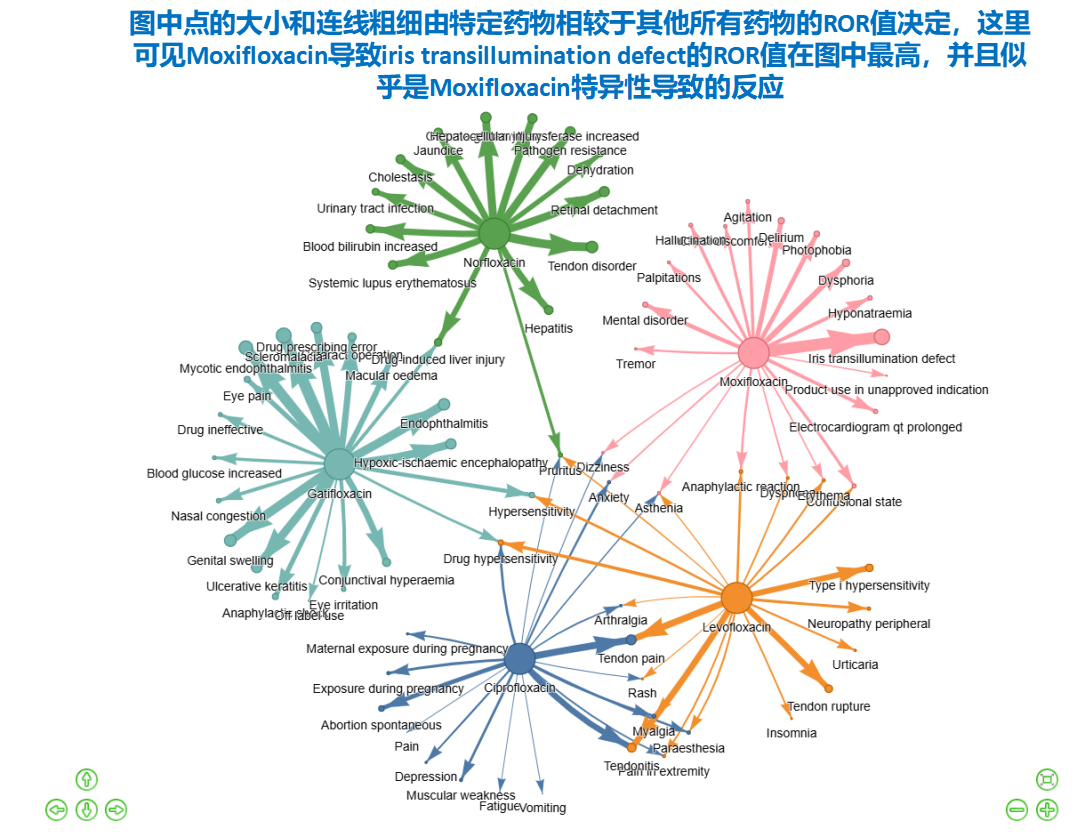 图中点的大小和连线粗细由特定药物相较于其他所有药物的ROR值决定，这里
可见Moxifloxacin导致iris transillumination defect的ROR值在图中最高，并且似
乎是Moxifloxacin特异性导致的反应
Hepatocellular injury
Jaundice
Pathogen resistance
Dehydration
Cholestasis
Urinary tract infection
Retinal detachment
Blood bilirubin increased
Norfloxacin
Tendon disorder
Systemic lupus erythematosus
Hepatitis
Agitation
Hallucination
Delirium
Photophobia
Palpitations
Dysphoria
Mental disorder
Hyponatraemia
Tremor
Iris transillumination defect
Moxifloxacin
Product use in unapproved indication
Electrocardiogram qt prolonged
Drug prescribing error
Scleromalacia
Cataract operation
Drug-induced liver injury
Mycotic endophthalmitis
Macular oedema
Eye pain
Drug ineffective
Endophthalmitis
Blood glucose increased
Hypoxic-ischaemic encephalopathy
Gatifloxacin
Nasal congestion
Genital swelling
Ulcerative keratitis
Conjunctival hyperaemia
Eye irritation
Anaphylactic shock
Off label use
Pruritus
Dizziness
Anxiety
Asthenia
Hypersensitivity
Drug hypersensitivity
Anaphylactic reaction
Dyspnoea
Erythema
Confusional state
Type i hypersensitivity
Levofloxacin
Neuropathy peripheral
Arthralgia
Urticaria
Maternal exposure during pregnancy
Tendon pain
Ciprofloxacin
Exposure during pregnancy
Rash
Tendon rupture
Abortion spontaneous
Myalgia
Insomnia
Pain
Paraesthesia
Tendonitis
Pain in extremity
Depression
Muscular weakness
Fatigue
Vomiting